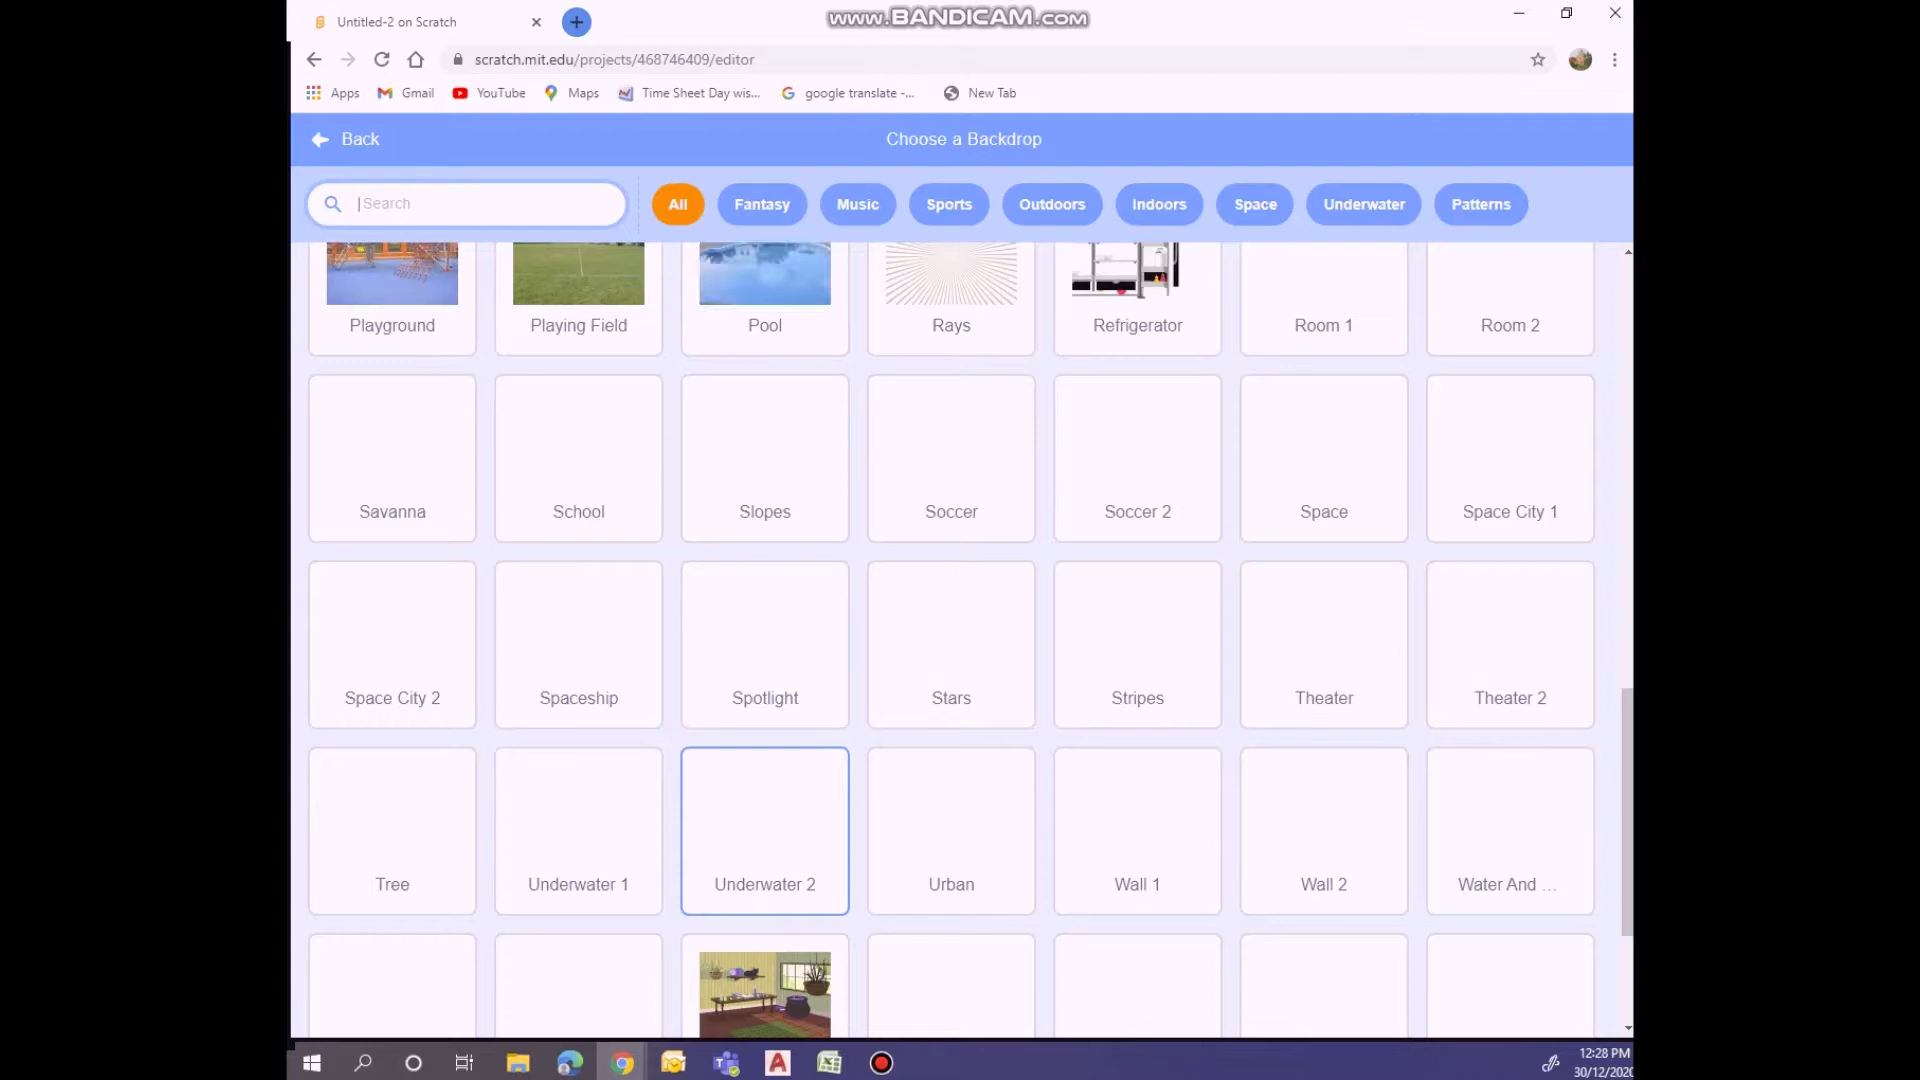 Untitled-2 on Scratch
www.BANDICAM.com
scratch.mit.edu/projects/468746409/editor
Apps Gmail YouTube Maps Time Sheet Day wis... google translate -... New Tab
Back Choose a Backdrop
Search All Fantasy Music Sports Outdoors Indoors Space Underwater Patterns
Playground Playing Field Pool Rays Refrigerator Room 1 Room 2
Savanna School Slopes Soccer Soccer 2 Space Space City 1
Space City 2 Spaceship Spotlight Stars Stripes Theater Theater 2
Tree Underwater 1 Underwater 2 Urban Wall 1 Wall 2 Water And ...
12:28 PM
30/12/2020